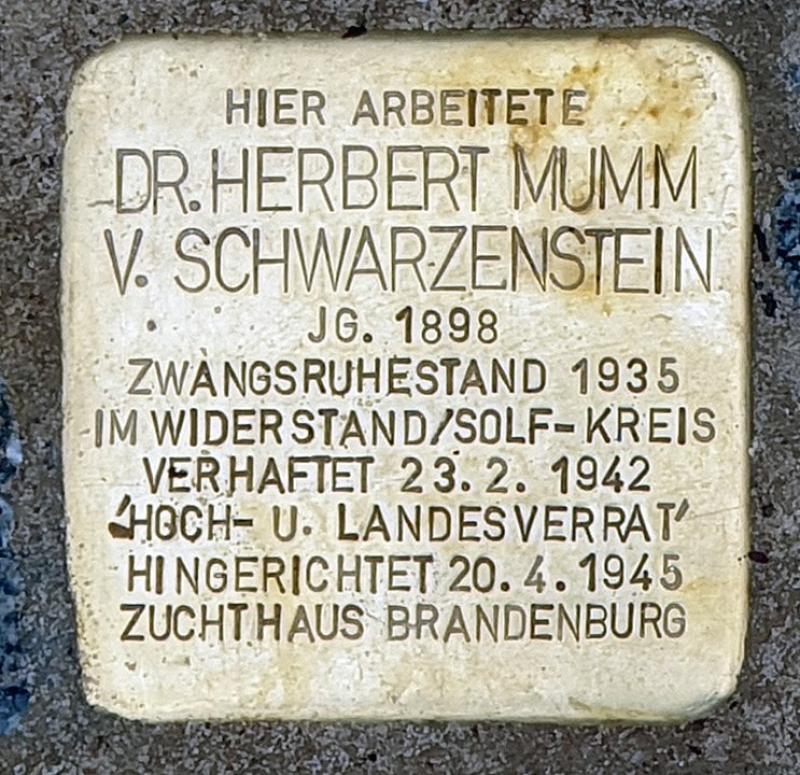 HIER ARBEITETE
DR. HERBERT MUMM
V. SCHWARZENSTEIN
JG. 1898
ZWANGSRUHESTAND 1935
IM WIDERSTAND/SOLF-KREIS
VERHAFTET 23. 2. 1942
'HOCH- U. LANDESVERRAT'
HINGERICHTET 20. 4. 1945
ZUCHTHAUS BRANDENBURG